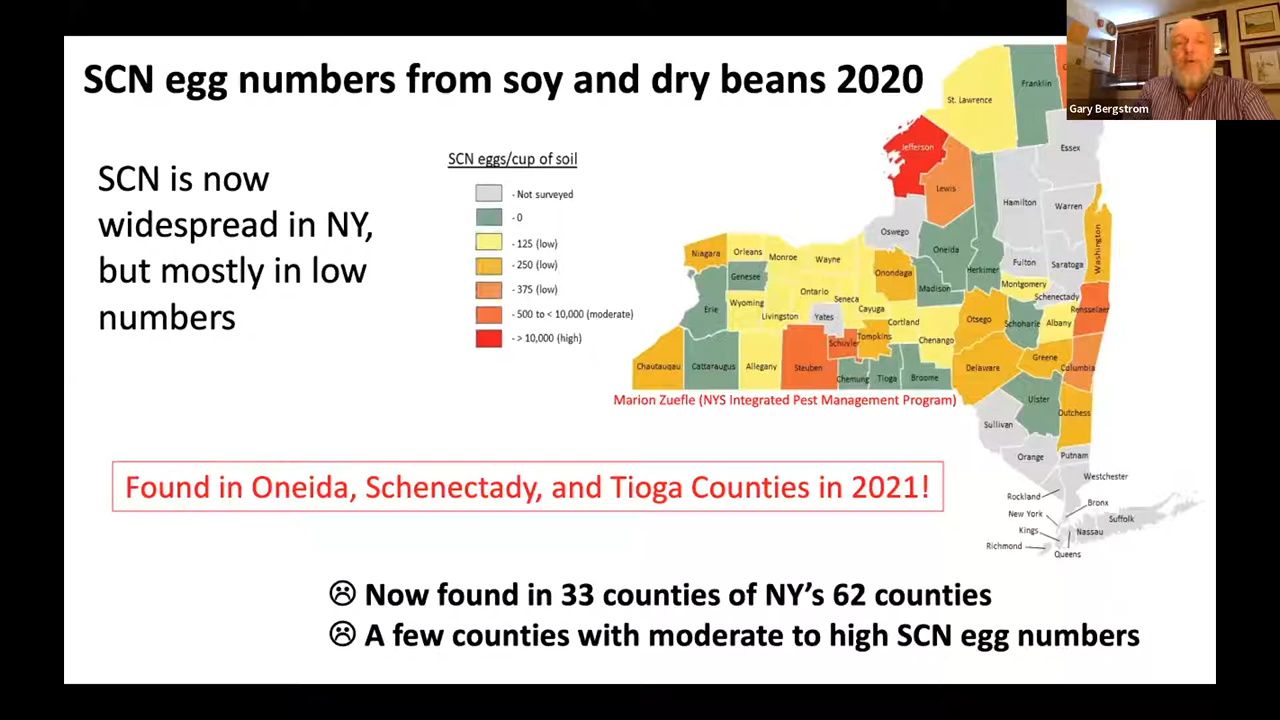 SCN egg numbers from soy and dry beans 2020
Gary Bergstrom
SCN is now
widespread in NY,
but mostly in low
numbers
SCN eggs/cup of soil
- Not surveyed
- 0
- 125 (low)
- 250 (low)
- 375 (low)
- 500 to < 10,000 (moderate)
- > 10,000 (high)
St. Lawrence
Franklin
Essex
Jefferson
Lewis
Hamilton
Warren
Washington
Oswego
Oneida
Herkimer
Fulton
Saratoga
Niagara
Orleans
Monroe
Wayne
Onondaga
Madison
Montgomery
Schenectady
Genesee
Erie
Wyoming
Livingston
Ontario
Seneca
Yates
Cayuga
Cortland
Chenango
Otsego
Schoharie
Albany
Rensselaer
Schuyler
Tompkins
Chautauqau
Cattaraugus
Allegany
Steuben
Chemung
Tioga
Broome
Delaware
Greene
Columbia
Ulster
Dutchess
Sullivan
Orange
Putnam
Westchester
Rockland
Bronx
New York
Suffolk
Kings
Nassau
Richmond
Queens
Marion Zuefle (NYS Integrated Pest Management Program)
Found in Oneida, Schenectady, and Tioga Counties in 2021!
☹ Now found in 33 counties of NY's 62 counties
☹ A few counties with moderate to high SCN egg numbers